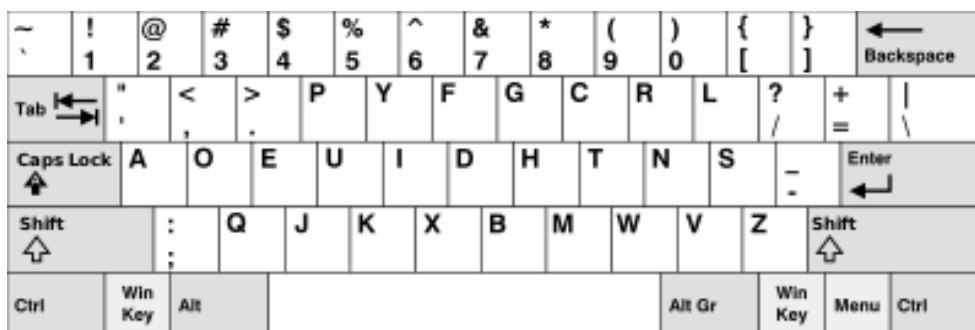 ~ ! @ # $ % ^ & * ( ) { }
` 1 2 3 4 5 6 7 8 9 0 [ ] Backspace
Tab " < > P Y F G C R L ? + |
' , . / = \
Caps Lock A O E U I D H T N S _ Enter
-
Shift : Q J K X B M W V Z Shift
;
Ctrl Win Key Alt Alt Gr Win Key Menu Ctrl